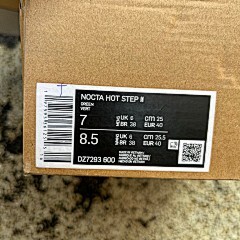 NOCTA HOT STEP II
GREEN
VERT
7 UK 6 CM 25
BR 38 EUR 40
8.5 UK 6 CM 25.5
BR 38 EUR 40
DZ7293 600